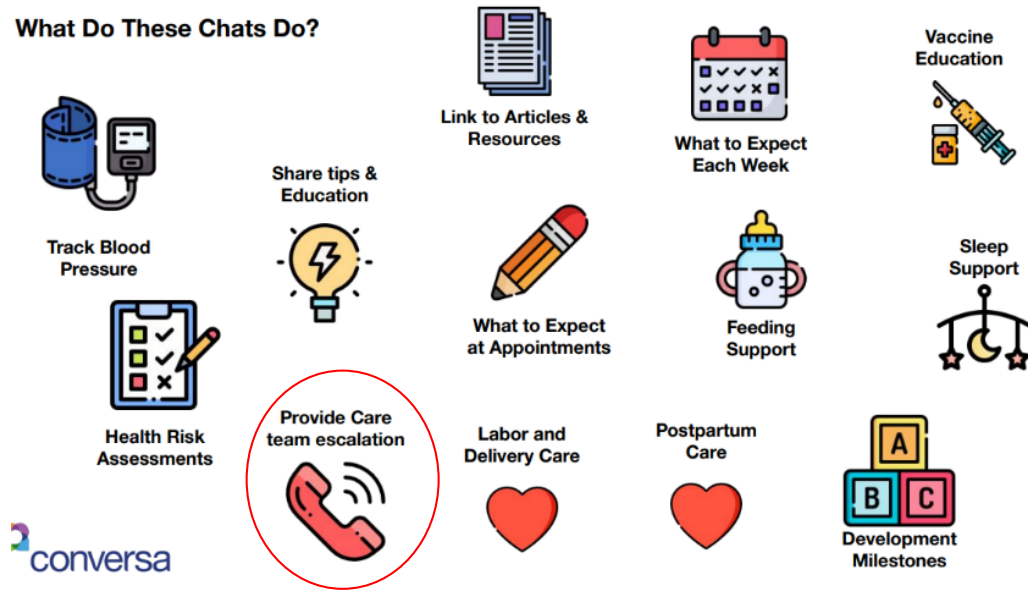 What Do These Chats Do?
Link to Articles &
Resources
What to Expect
Each Week
Vaccine
Education
Track Blood
Pressure
Share tips &
Education
What to Expect
at Appointments
Feeding
Support
Sleep
Support
Health Risk
Assessments
Provide Care
team escalation
Labor and
Delivery Care
Postpartum
Care
A
B
C
Development
Milestones
conversa